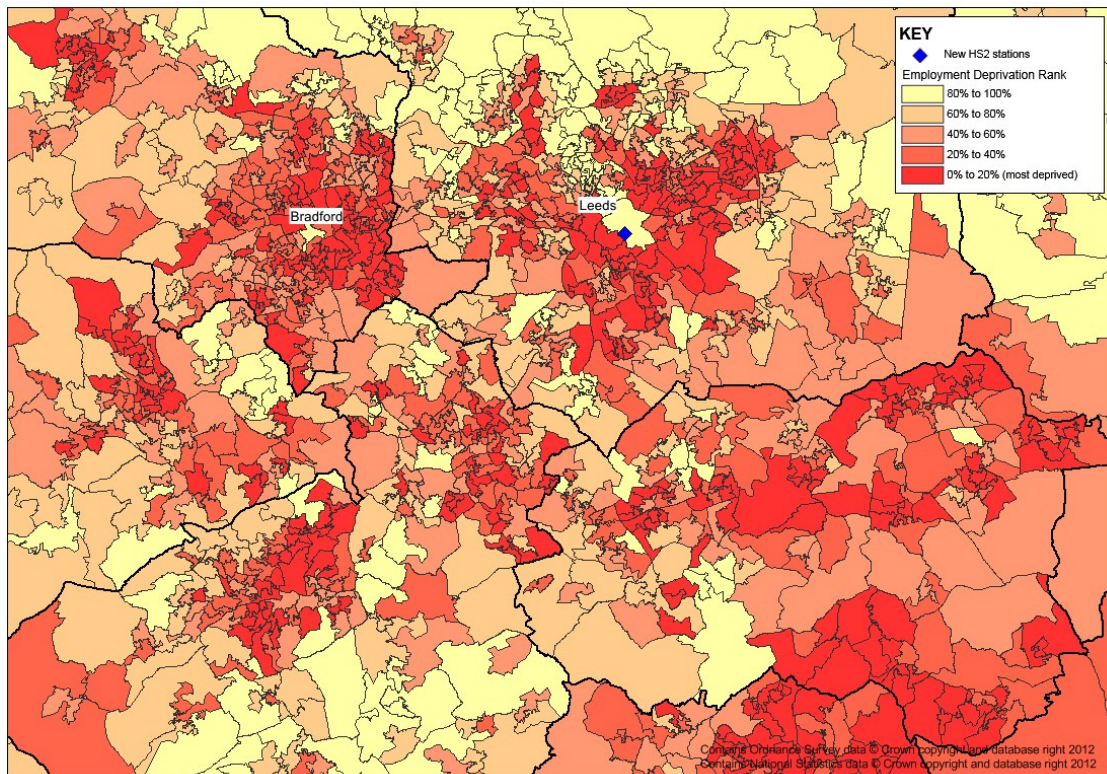 KEY
New HS2 stations
Employment Deprivation Rank
80% to 100%
60% to 80%
40% to 60%
20% to 40%
0% to 20% (most deprived)
Leeds
Bradford
Contains Ordnance Survey data © Crown copyright and database right 2012
Contains National Statistics data © Crown copyright and database right 2012